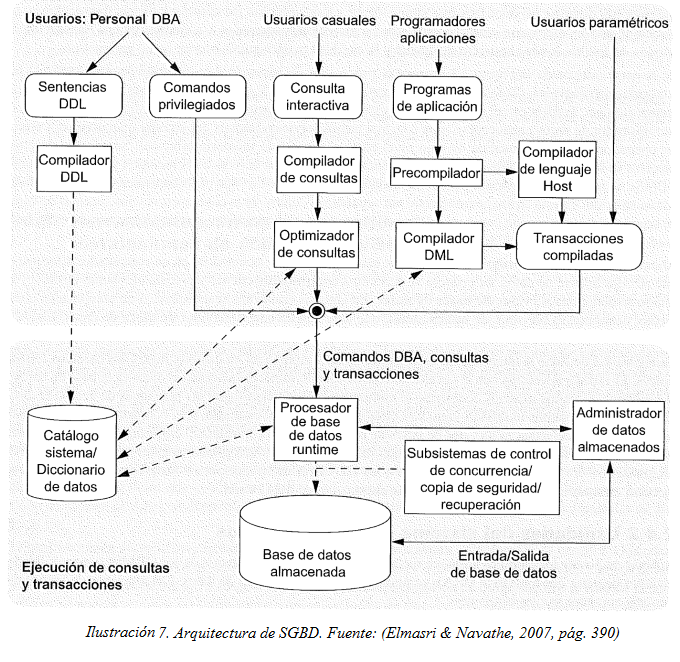 Usuarios: Personal DBA
Usuarios casuales
Programadores
aplicaciones
Usuarios paramétricos
Sentencias
DDL
Comandos
privilegiados
Consulta
interactiva
Programas
de aplicación
Compilador
DDL
Compilador
de consultas
Precompilador
Compilador
de lenguaje
Host
Optimizador
de consultas
Compilador
DML
Transacciones
compiladas
Comandos DBA, consultas
y transacciones
Catálogo
sistema/
Diccionario
de datos
Procesador
de base
de datos
runtime
Administrador
de datos
almacenados
Subsistemas de control
de concurrencia/
copia de seguridad/
recuperación
Base de datos
almacenada
Entrada/Salida
de base de datos
Ejecución de consultas
y transacciones
Ilustración 7. Arquitectura de SGBD. Fuente: (Elmasri & Navathe, 2007, pág. 390)